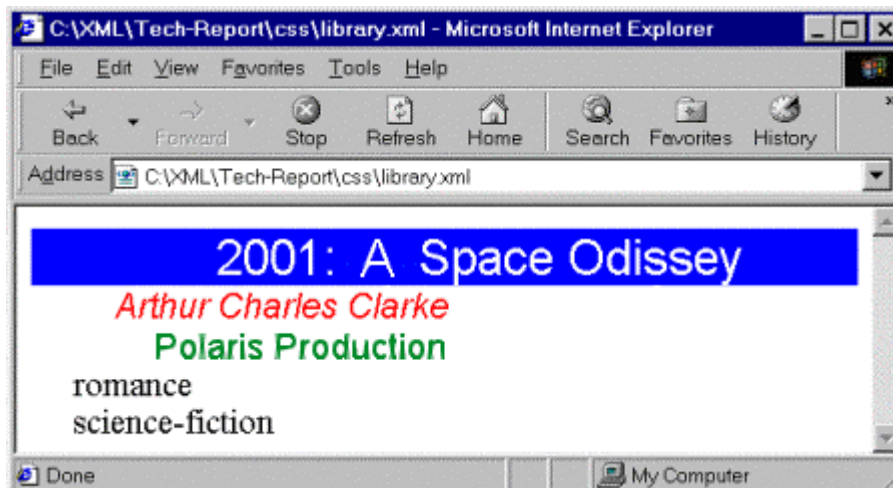 C:\XML\Tech-Report\css\library.xml - Microsoft Internet Explorer
File Edit View Favorites Tools Help
Back Forward Stop Refresh Home Search Favorites History »
Address C:\XML\Tech-Report\css\library.xml
2001: A Space Odissey
Arthur Charles Clarke
Polaris Production
romance
science-fiction
Done My Computer